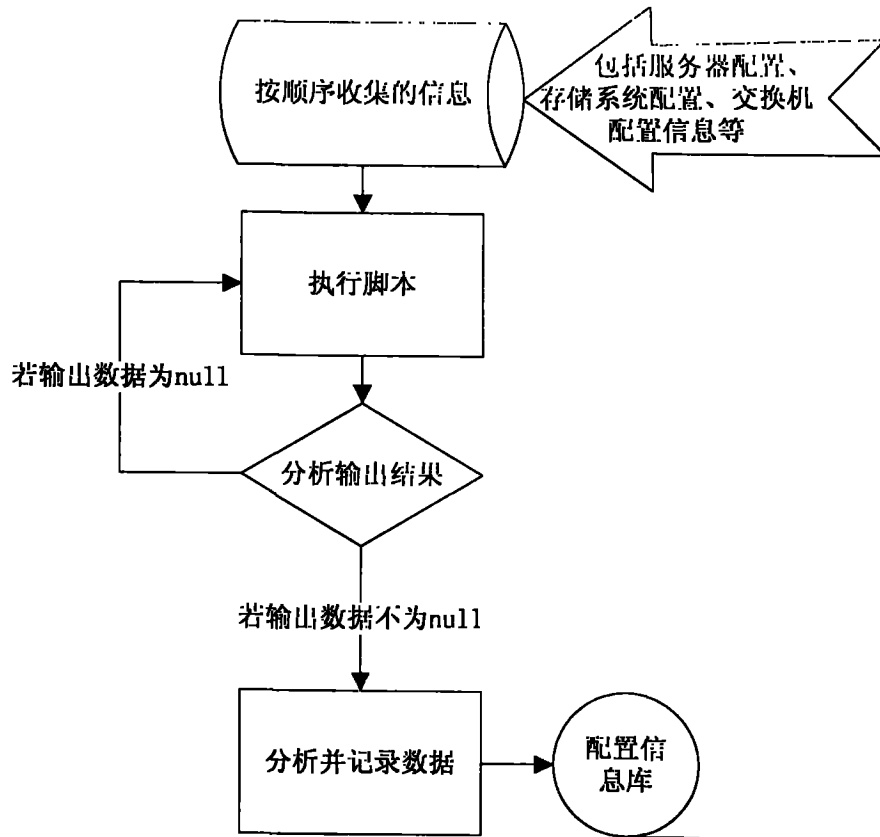 按顺序收集的信息
包括服务器配置、
存储系统配置、交换机
配置信息等
执行脚本
若输出数据为null
分析输出结果
若输出数据不为null
分析并记录数据
配置信
息库